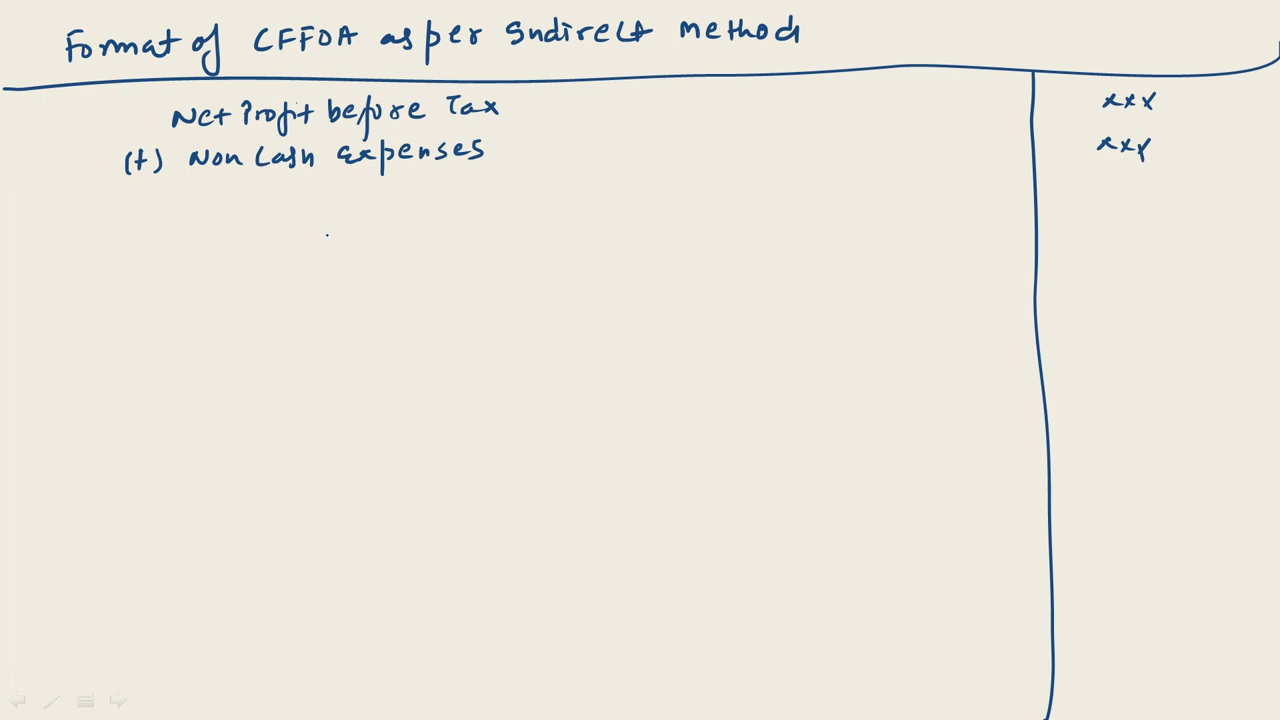 Format of CFFOA as per Indirect method
Net Profit before Tax xxx
(+) Non Cash Expenses xxx